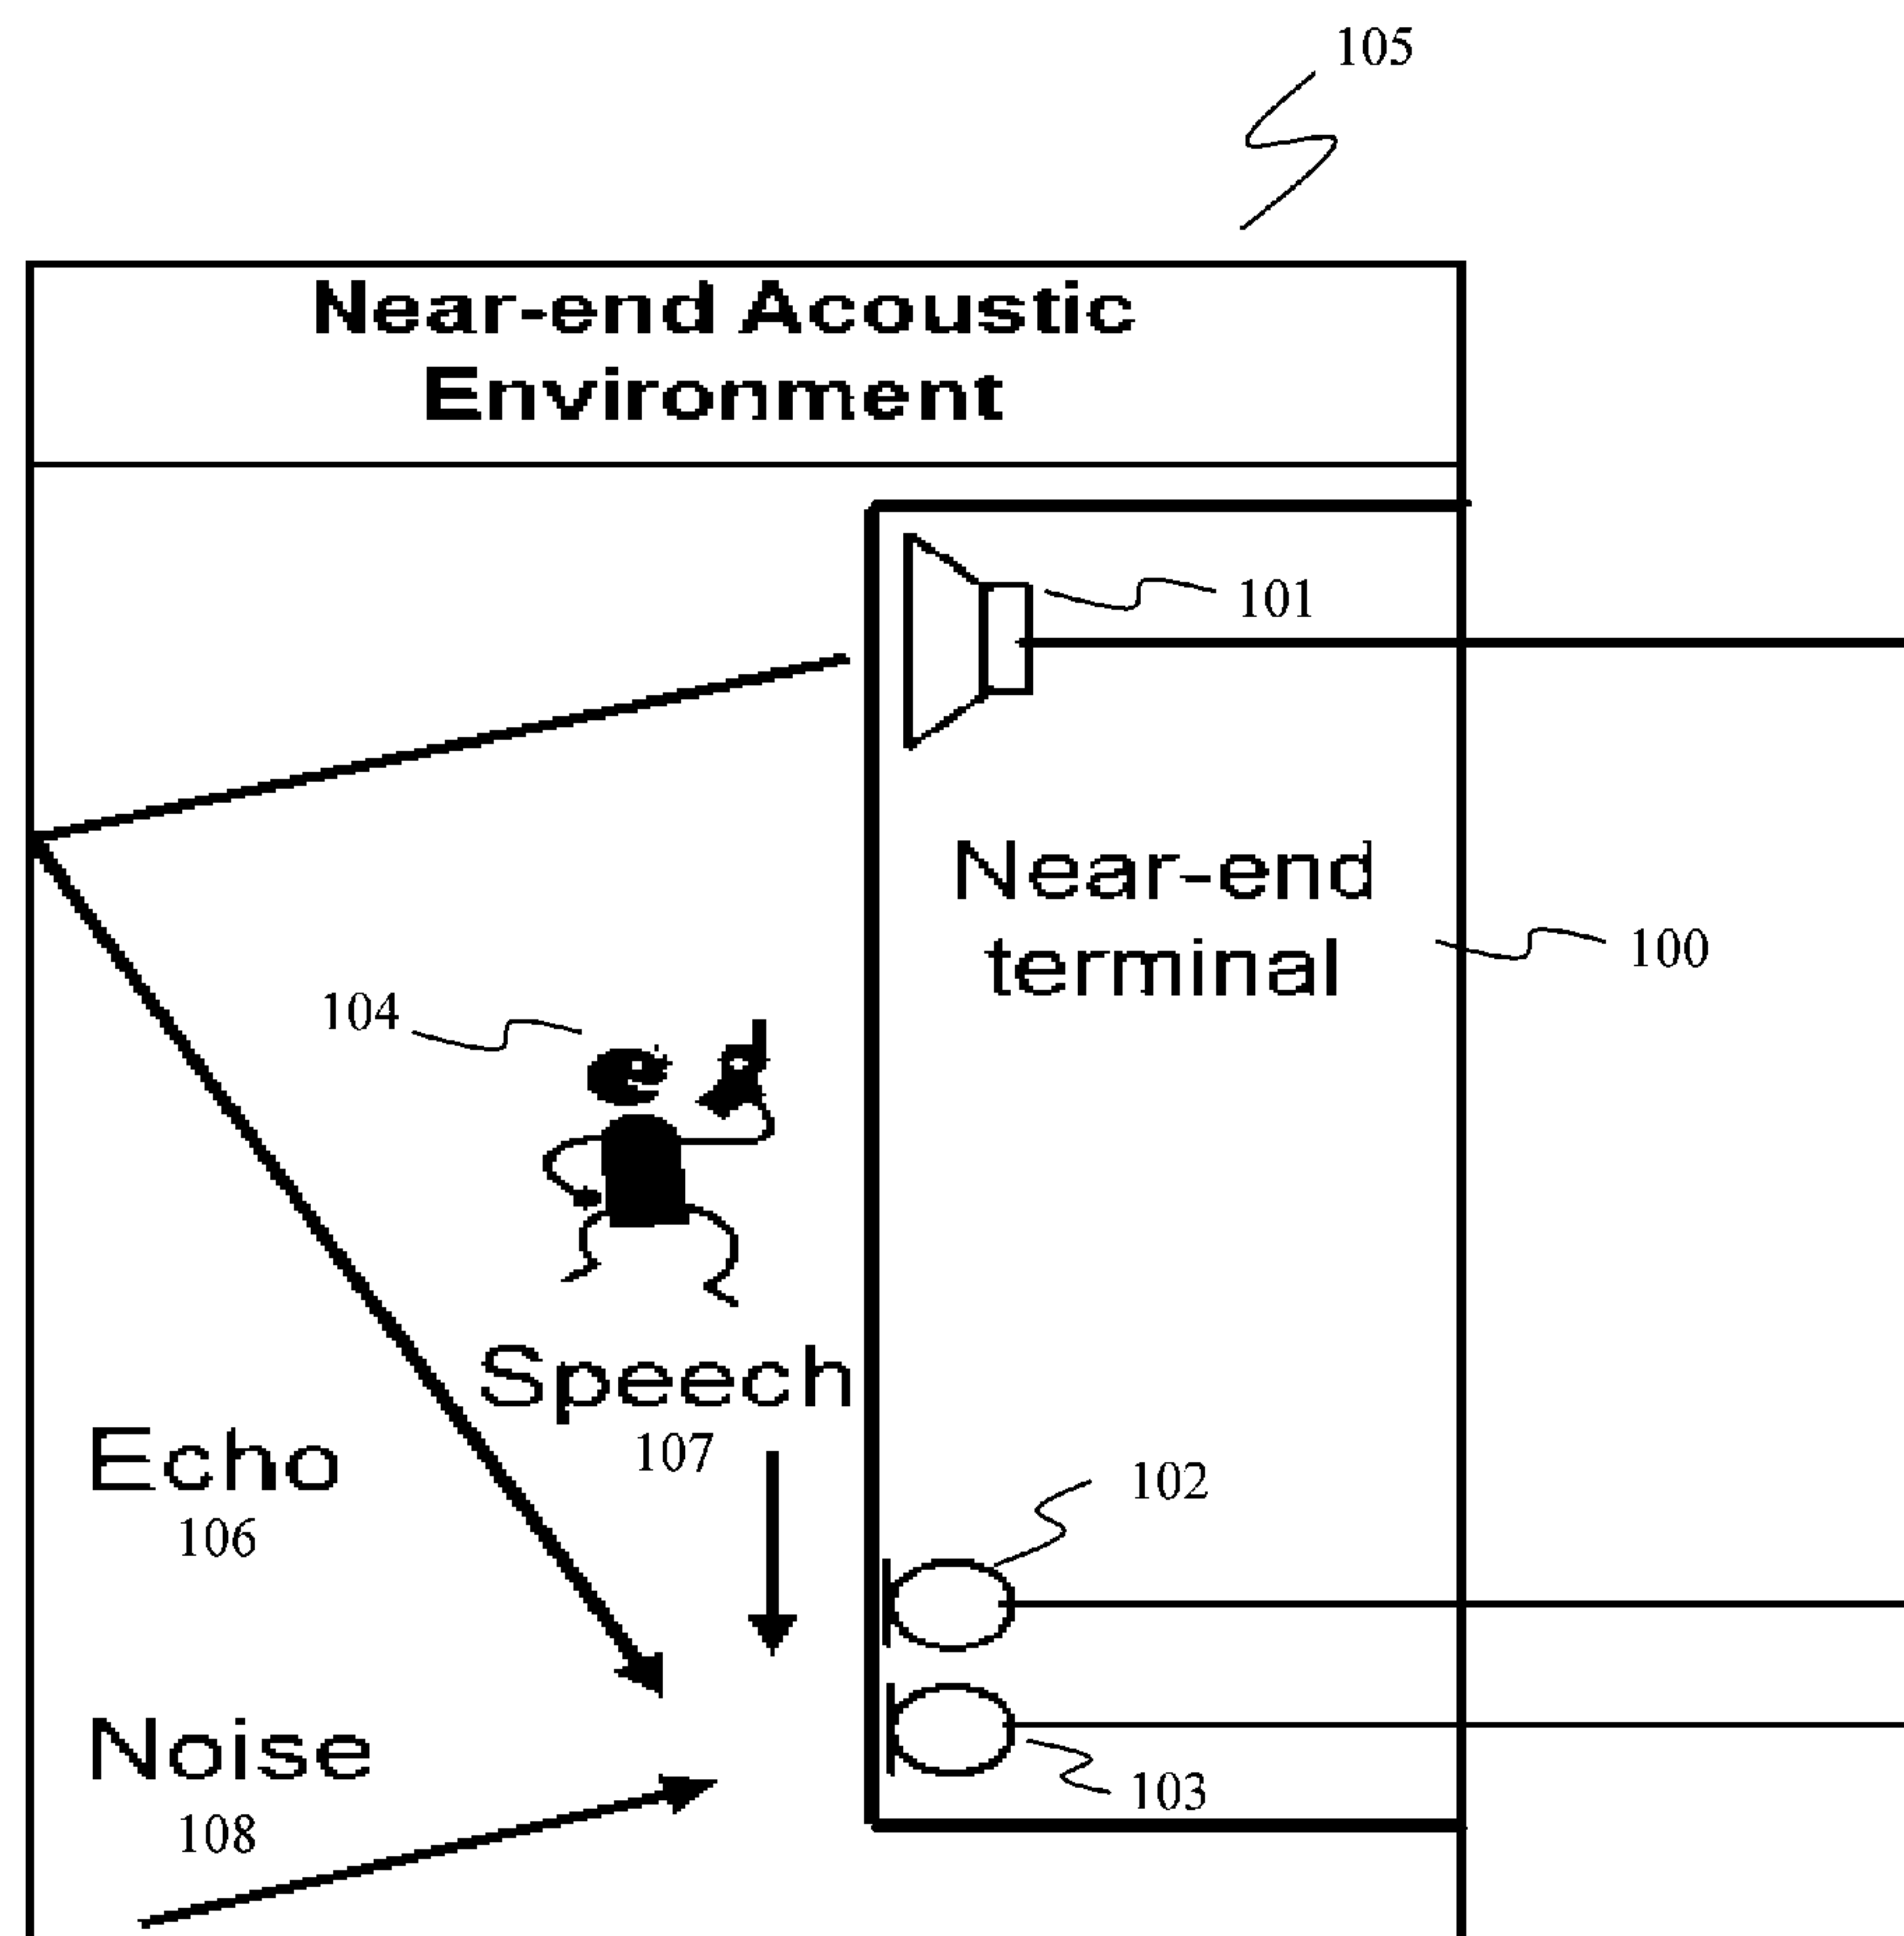 105
Near-end Acoustic
Environment
101
Near-end
terminal
100
104
Speech
107
Echo
106
102
Noise
108
103